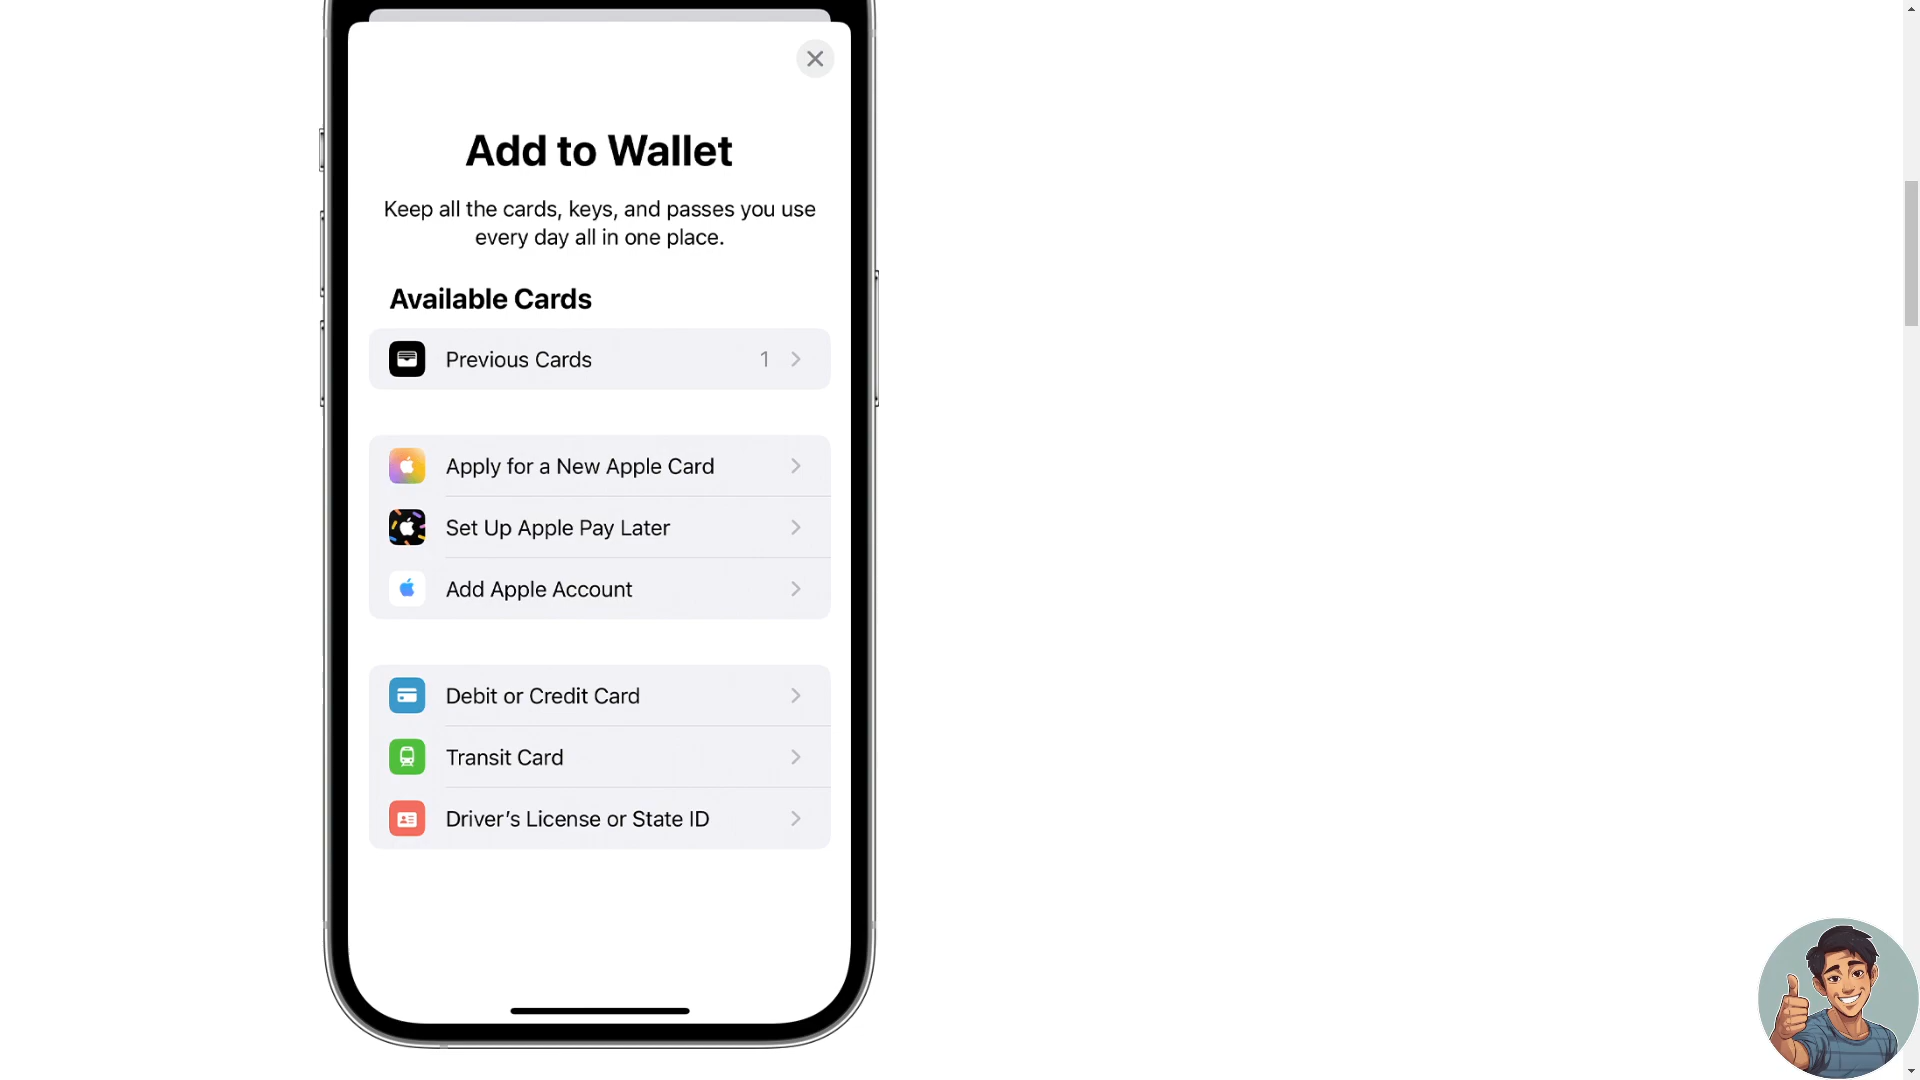 Add to Wallet
Keep all the cards, keys, and passes you use
every day all in one place.
Available Cards
Previous Cards 1
Apply for a New Apple Card
Set Up Apple Pay Later
Add Apple Account
Debit or Credit Card
Transit Card
Driver’s License or State ID